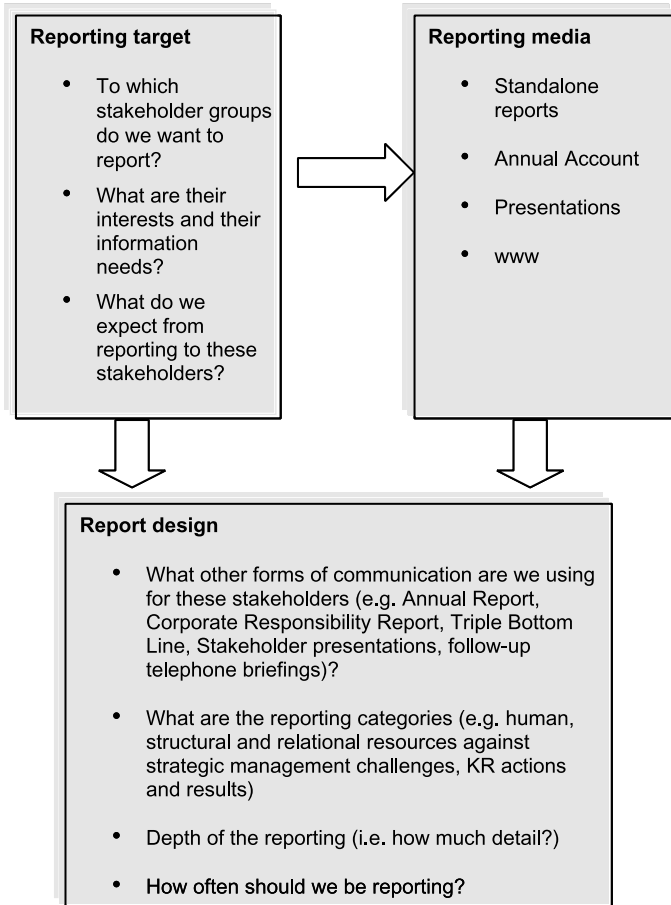 Reporting target
• To which
stakeholder groups
do we want to
report?
• What are their
interests and their
information
needs?
• What do we
expect from
reporting to these
stakeholders?
Reporting media
• Standalone
reports
• Annual Account
• Presentations
• www
Report design
• What other forms of communication are we using
for these stakeholders (e.g. Annual Report,
Corporate Responsibility Report, Triple Bottom
Line, Stakeholder presentations, follow-up
telephone briefings)?
• What are the reporting categories (e.g. human,
structural and relational resources against
strategic management challenges, KR actions
and results)
• Depth of the reporting (i.e. how much detail?)
• How often should we be reporting?